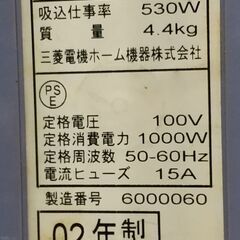 吸込仕事率 530W
質量 4.4kg
三菱電機ホーム機器株式会社
PS
E
定格電圧 100V
定格消費電力 1000W
定格周波数 50-60Hz
電流ヒューズ 15A
製造番号 6000060
02年製